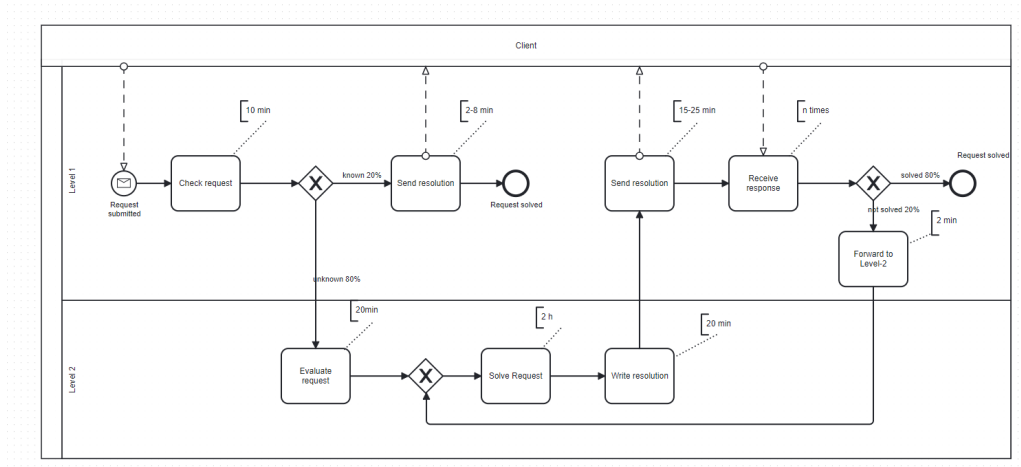 Client
Level 1
Request
submitted
10 min
Check request
known 20%
unknown 80%
2-8 min
Send resolution
Request solved
15-25 min
Send resolution
n times
Receive
response
solved 80%
Request solved
not solved 20%
2 min
Forward to
Level-2
Level 2
20min
Evaluate
request
2 h
Solve Request
20 min
Write resolution